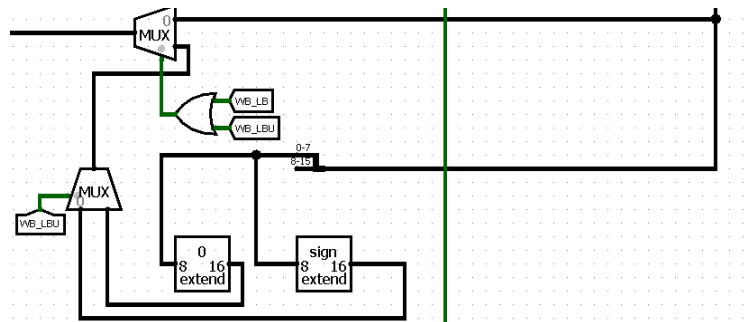 0
MUX
WB_LB
WB_LBU
0-7
8-15
MUX
0
WB_LBU
0
8 16
extend
sign
8 16
extend